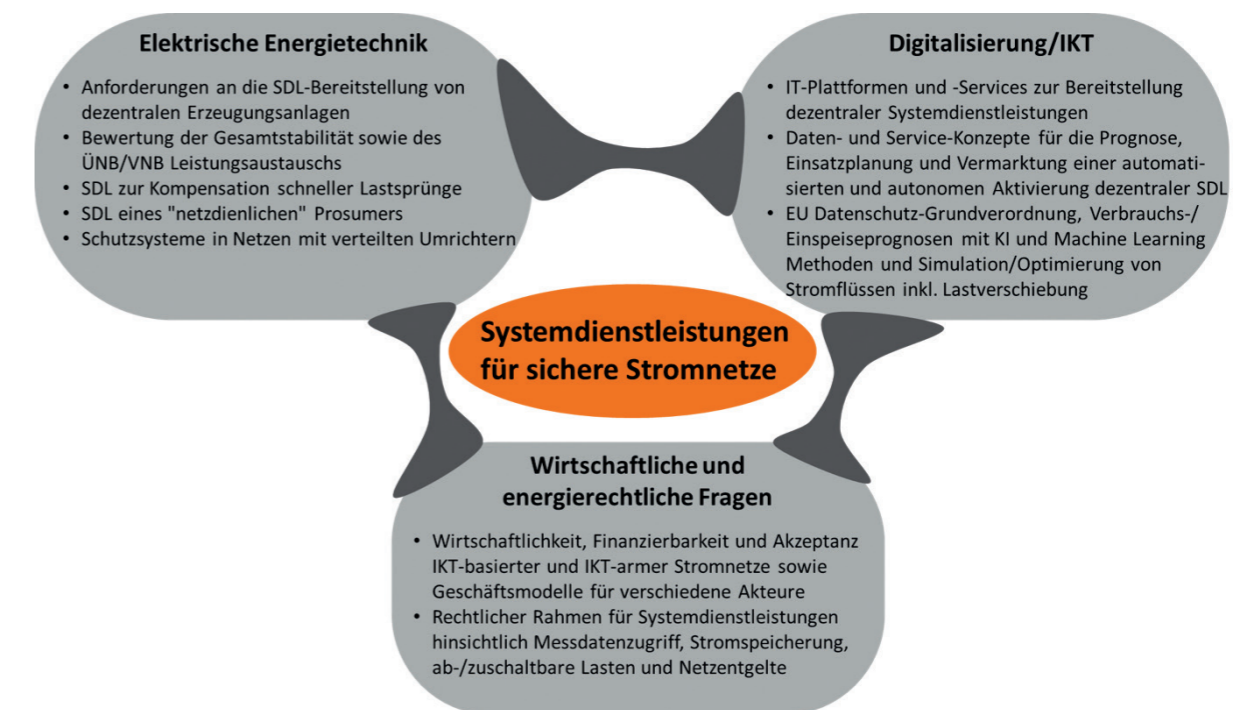 Elektrische Energietechnik
• Anforderungen an die SDL-Bereitstellung von
dezentralen Erzeugungsanlagen
• Bewertung der Gesamtstabilität sowie des
ÜNB/VNB Leistungsaustauschs
• SDL zur Kompensation schneller Lastsprünge
• SDL eines "netzdienlichen" Prosumers
• Schutzsysteme in Netzen mit verteilten Umrichtern
Digitalisierung/IKT
• IT-Plattformen und -Services zur Bereitstellung
dezentraler Systemdienstleistungen
• Daten- und Service-Konzepte für die Prognose,
Einsatzplanung und Vermarktung einer automati-
sierten und autonomen Aktivierung dezentraler SDL
• EU Datenschutz-Grundverordnung, Verbrauchs-/
Einspeiseprognosen mit KI und Machine Learning
Methoden und Simulation/Optimierung von
Stromflüssen inkl. Lastverschiebung
Systemdienstleistungen
für sichere Stromnetze
Wirtschaftliche und
energierechtliche Fragen
• Wirtschaftlichkeit, Finanzierbarkeit und Akzeptanz
IKT-basierter und IKT-armer Stromnetze sowie
Geschäftsmodelle für verschiedene Akteure
• Rechtlicher Rahmen für Systemdienstleistungen
hinsichtlich Messdatenzugriff, Stromspeicherung,
ab-/zuschaltbare Lasten und Netzentgelte